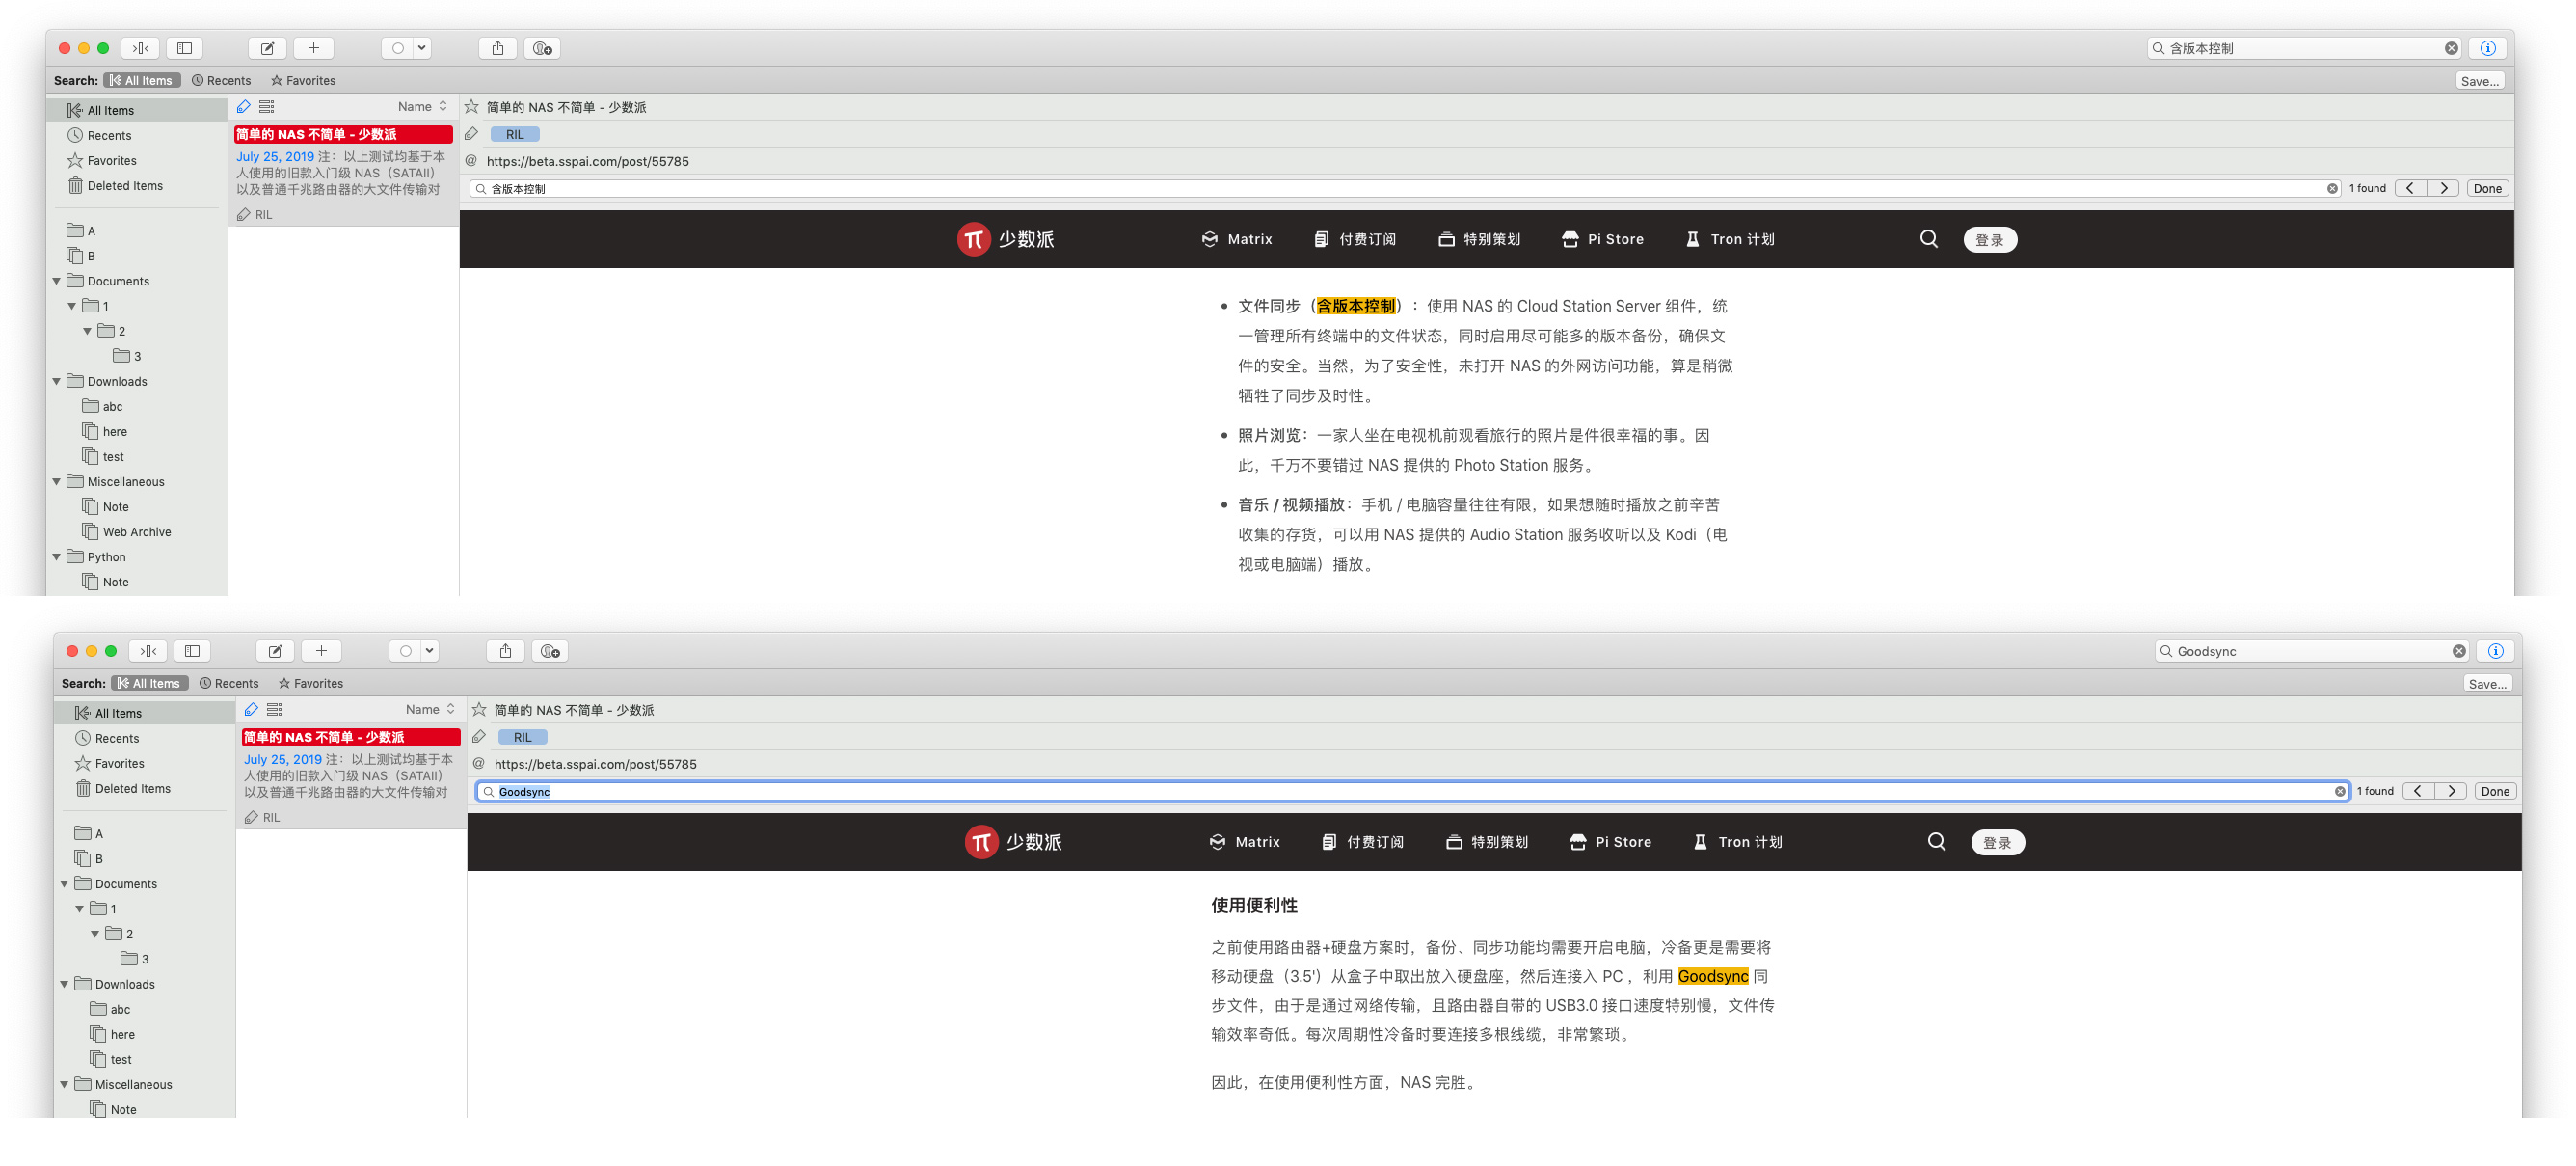 含版本控制
Search: All Items Recents Favorites Save...
All Items
Recents
Favorites
Deleted Items
A
B
Documents
1
2
3
Downloads
abc
here
test
Miscellaneous
Note
Web Archive
Python
Note
Name
简单的 NAS 不简单 - 少数派
July 25, 2019 注：以上测试均基于本
人使用的旧款入门级 NAS（SATAII）
以及普通千兆路由器的大文件传输对
RIL
简单的 NAS 不简单 - 少数派
RIL
@ https://beta.sspai.com/post/55785
含版本控制 1 found Done
少数派 Matrix 付费订阅 特别策划 Pi Store Tron 计划 登录
• 文件同步（含版本控制）：使用 NAS 的 Cloud Station Server 组件，统
一管理所有终端中的文件状态，同时启用尽可能多的版本备份，确保文
件的安全。当然，为了安全性，未打开 NAS 的外网访问功能，算是稍微
牺牲了同步及时性。
• 照片浏览：一家人坐在电视机前观看旅行的照片是件很幸福的事。因
此，千万不要错过 NAS 提供的 Photo Station 服务。
• 音乐 / 视频播放：手机 / 电脑容量往往有限，如果想随时播放之前辛苦
收集的存货，可以用 NAS 提供的 Audio Station 服务收听以及 Kodi（电
视或电脑端）播放。
Goodsync
Search: All Items Recents Favorites Save...
All Items
Recents
Favorites
Deleted Items
A
B
Documents
1
2
3
Downloads
abc
here
test
Miscellaneous
Note
Name
简单的 NAS 不简单 - 少数派
July 25, 2019 注：以上测试均基于本
人使用的旧款入门级 NAS（SATAII）
以及普通千兆路由器的大文件传输对
RIL
简单的 NAS 不简单 - 少数派
RIL
@ https://beta.sspai.com/post/55785
Goodsync 1 found Done
少数派 Matrix 付费订阅 特别策划 Pi Store Tron 计划 登录
使用便利性
之前使用路由器+硬盘方案时，备份、同步功能均需要开启电脑，冷备更是需要将
移动硬盘（3.5'）从盒子中取出放入硬盘座，然后连接入 PC ，利用 Goodsync 同
步文件，由于是通过网络传输，且路由器自带的 USB3.0 接口速度特别慢，文件传
输效率奇低。每次周期性冷备时要连接多根线缆，非常繁琐。
因此，在使用便利性方面，NAS 完胜。